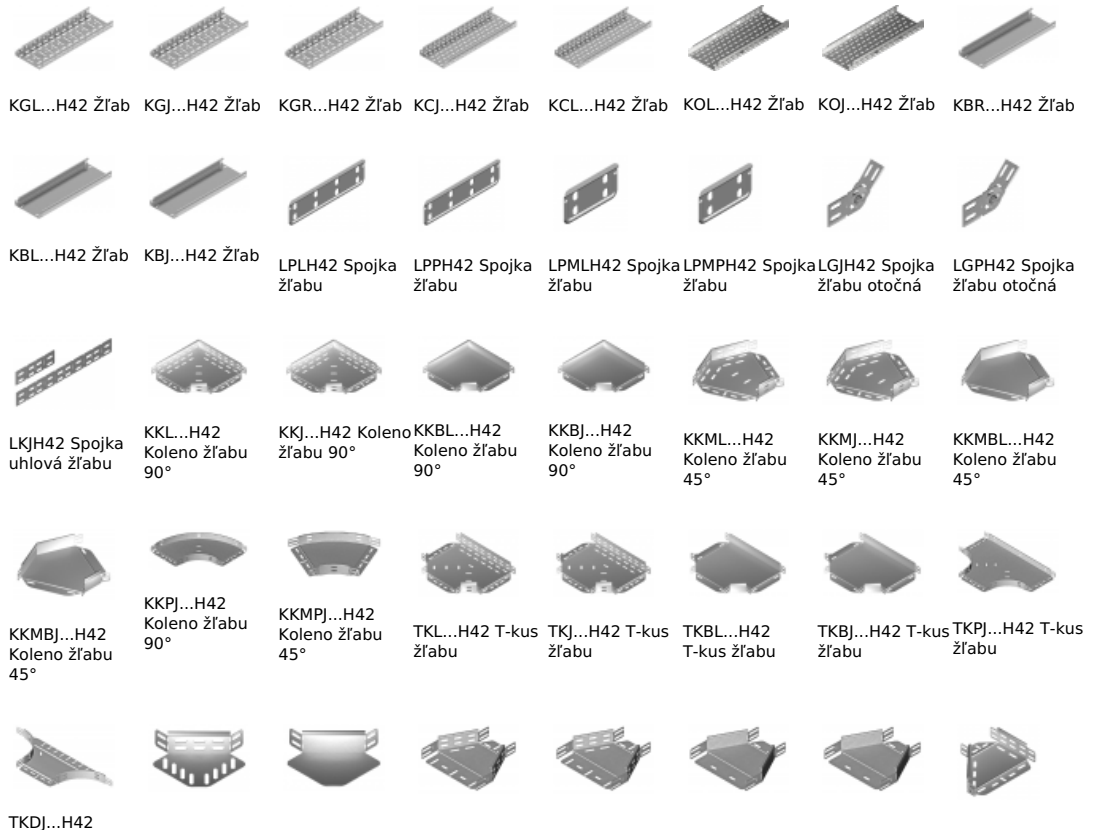 KGL...H42 Žľab
KGJ...H42 Žľab
KGR...H42 Žľab
KCJ...H42 Žľab
KCL...H42 Žľab
KOL...H42 Žľab
KOJ...H42 Žľab
KBR...H42 Žľab
KBL...H42 Žľab
KBJ...H42 Žľab
LPLH42 Spojka
žľabu
LPPH42 Spojka
žľabu
LPMLH42 Spojka
žľabu
LPMPH42 Spojka
žľabu
LGJH42 Spojka
žľabu otočná
LGPH42 Spojka
žľabu otočná
LKJH42 Spojka
uhlová žľabu
KKL...H42
Koleno žľabu
90°
KKJ...H42 Koleno
žľabu 90°
KKBL...H42
Koleno žľabu
90°
KKBJ...H42
Koleno žľabu
90°
KKML...H42
Koleno žľabu
45°
KKMJ...H42
Koleno žľabu
45°
KKMBL...H42
Koleno žľabu
45°
KKMBJ...H42
Koleno žľabu
45°
KKPJ...H42
Koleno žľabu
90°
KKMPJ...H42
Koleno žľabu
45°
TKL...H42 T-kus
žľabu
TKJ...H42 T-kus
žľabu
TKBL...H42
T-kus žľabu
TKBJ...H42 T-kus
žľabu
TKPJ...H42 T-kus
žľabu
TKDJ...H42